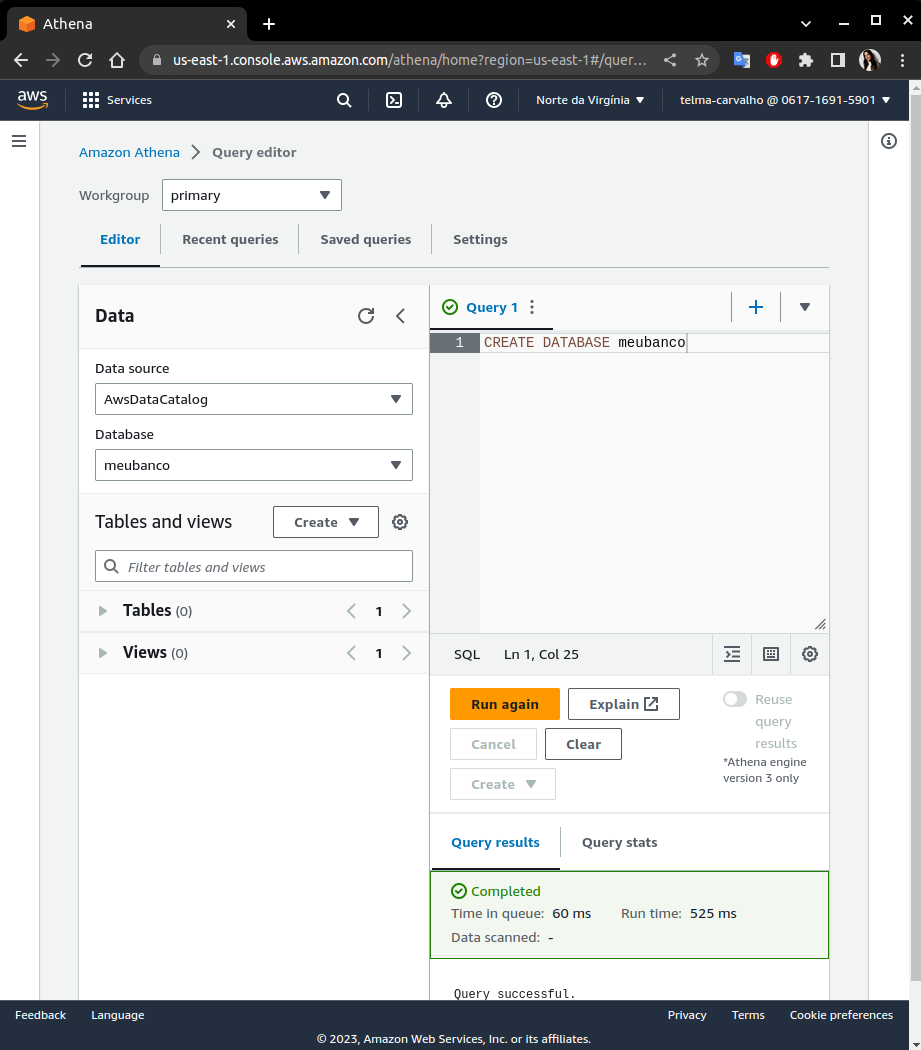 Athena
us-east-1.console.aws.amazon.com/athena/home?region=us-east-1#/quer...
aws
Services
Norte da Virgínia
telma-carvalho @ 0617-1691-5901
Amazon Athena
Query editor
Workgroup
primary
Editor
Recent queries
Saved queries
Settings
Data
Data source
AwsDataCatalog
Database
meubanco
Tables and views
Create
Filter tables and views
Tables (0)
1
Views (0)
1
Query 1
1 CREATE DATABASE meubanco
SQL
Ln 1, Col 25
Run again
Explain
Cancel
Clear
Create
Reuse
query
results
*Athena engine
version 3 only
Query results
Query stats
Completed
Time in queue: 60 ms
Run time: 525 ms
Data scanned: -
Query successful.
Feedback
Language
Privacy
Terms
Cookie preferences
© 2023, Amazon Web Services, Inc. or its affiliates.